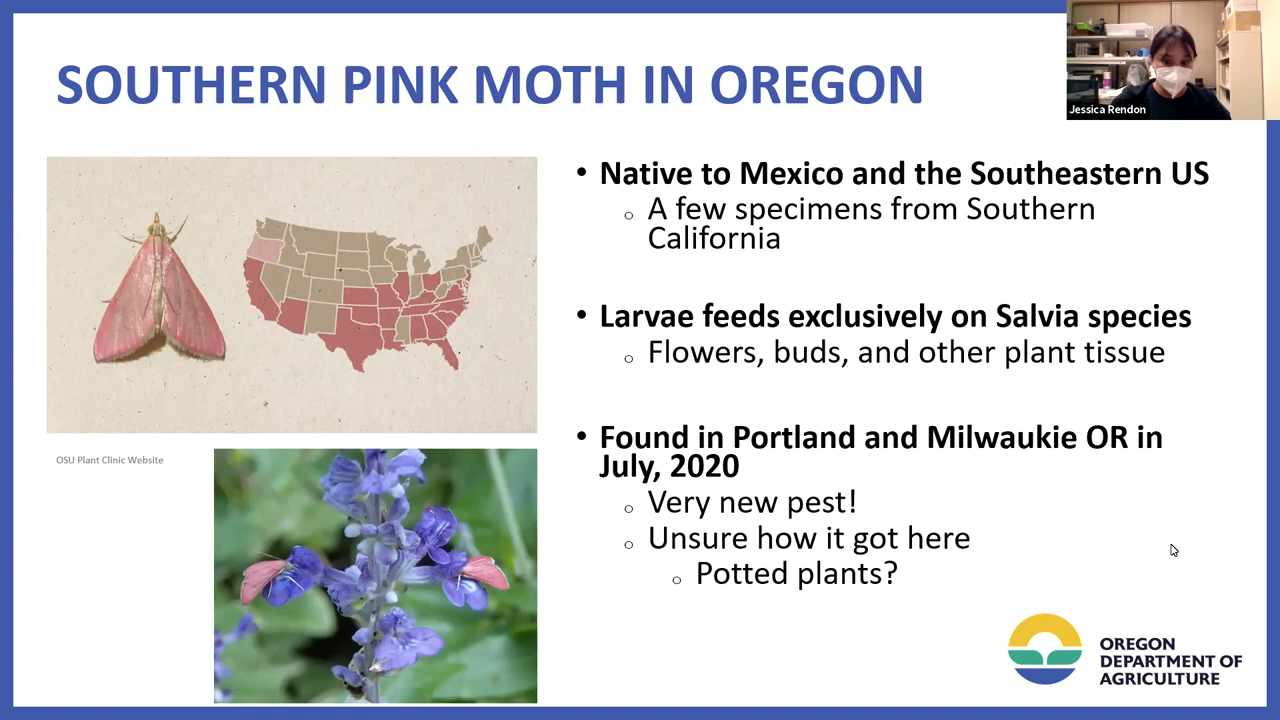 SOUTHERN PINK MOTH IN OREGON
Jessica Rendon
• Native to Mexico and the Southeastern US
o A few specimens from Southern
California
• Larvae feeds exclusively on Salvia species
o Flowers, buds, and other plant tissue
• Found in Portland and Milwaukie OR in
July, 2020
o Very new pest!
o Unsure how it got here
o Potted plants?
OSU Plant Clinic Website
OREGON
DEPARTMENT OF
AGRICULTURE